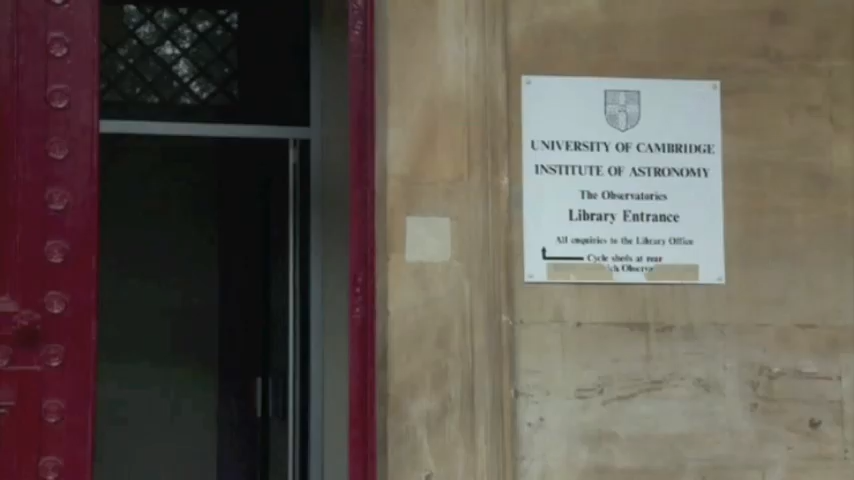 UNIVERSITY OF CAMBRIDGE
INSTITUTE OF ASTRONOMY
The Observatories
Library Entrance
All enquiries to the Library Office
Cycle sheds at rear